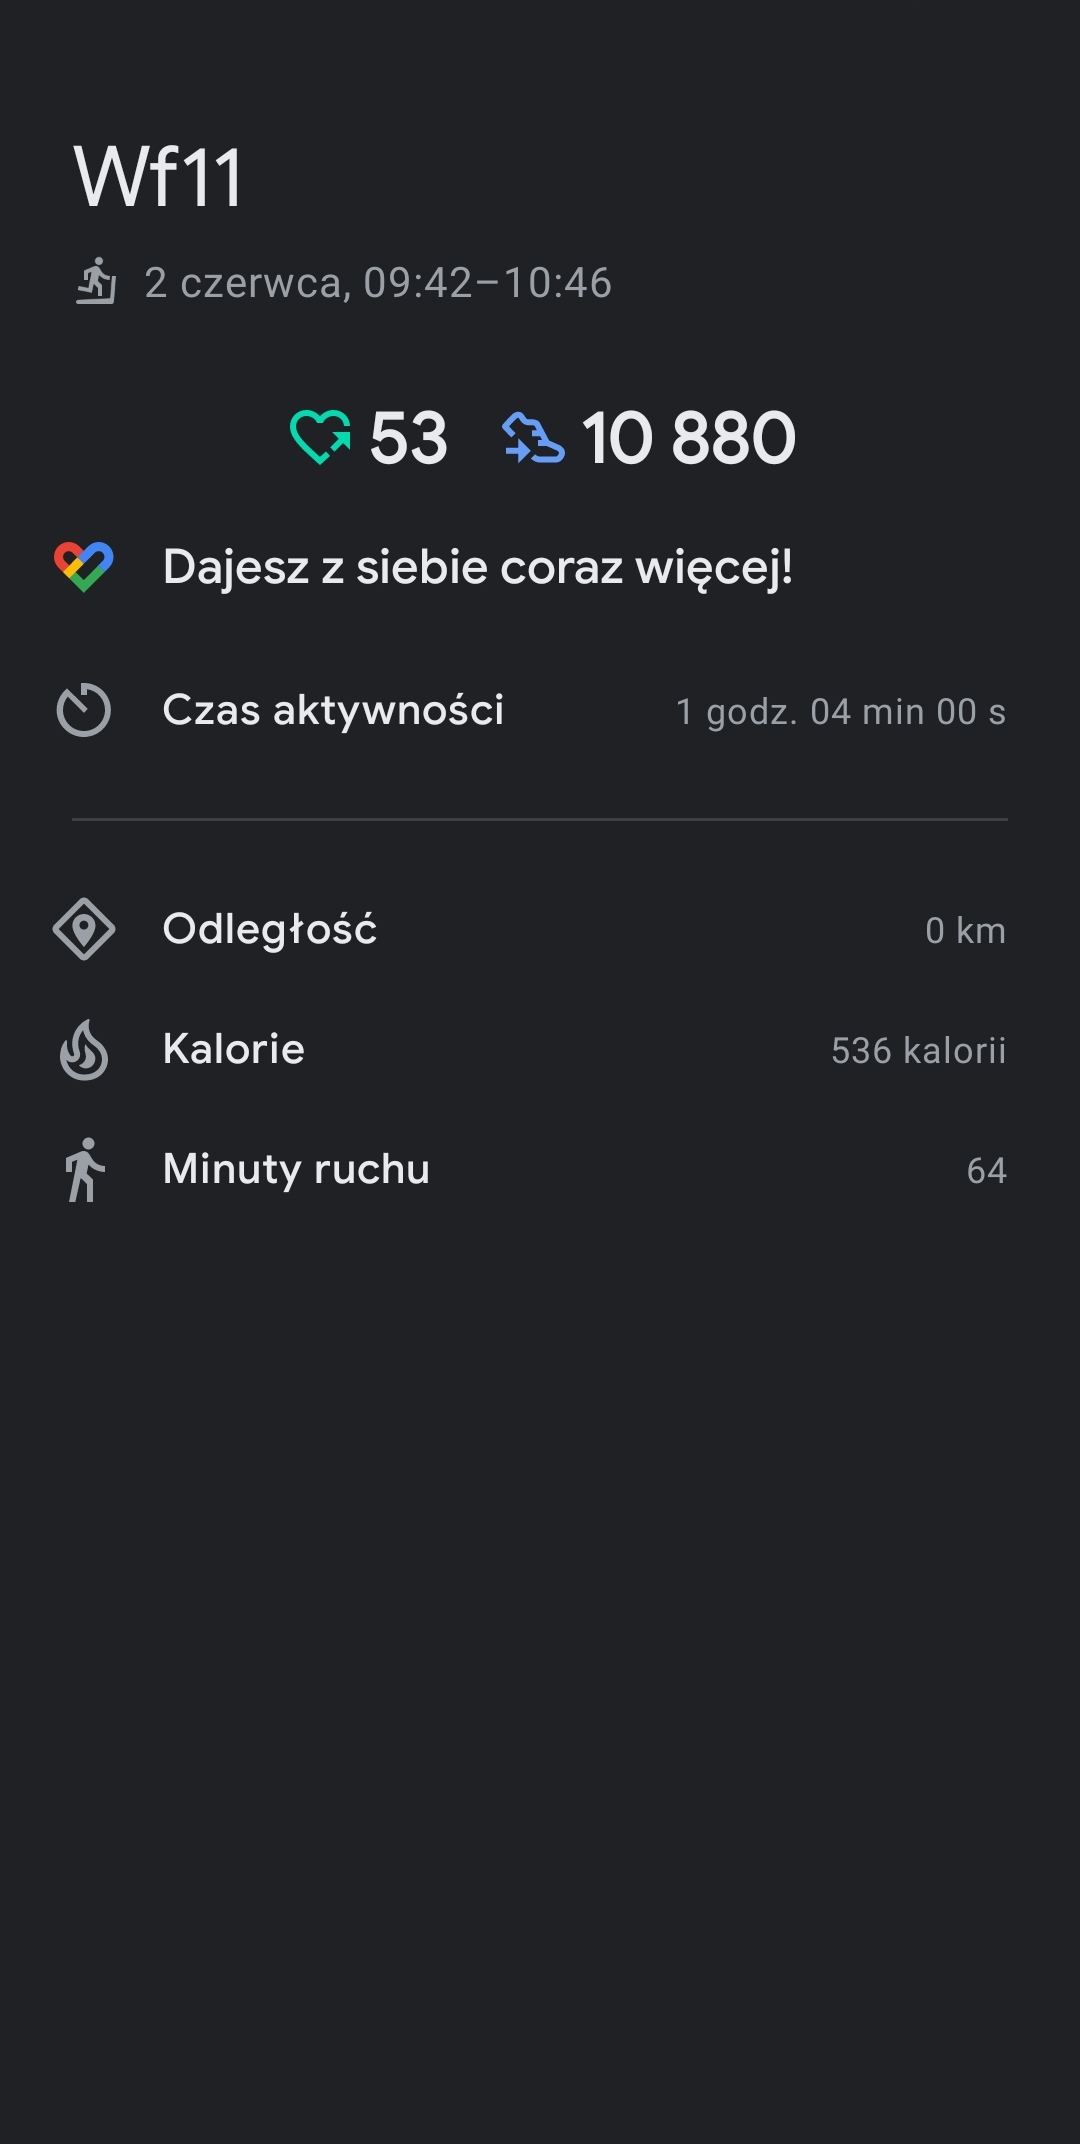 Wf11
2 czerwca, 09:42–10:46
53 10 880
Dajesz z siebie coraz więcej!
Czas aktywności 1 godz. 04 min 00 s
Odległość 0 km
Kalorie 536 kalorii
Minuty ruchu 64